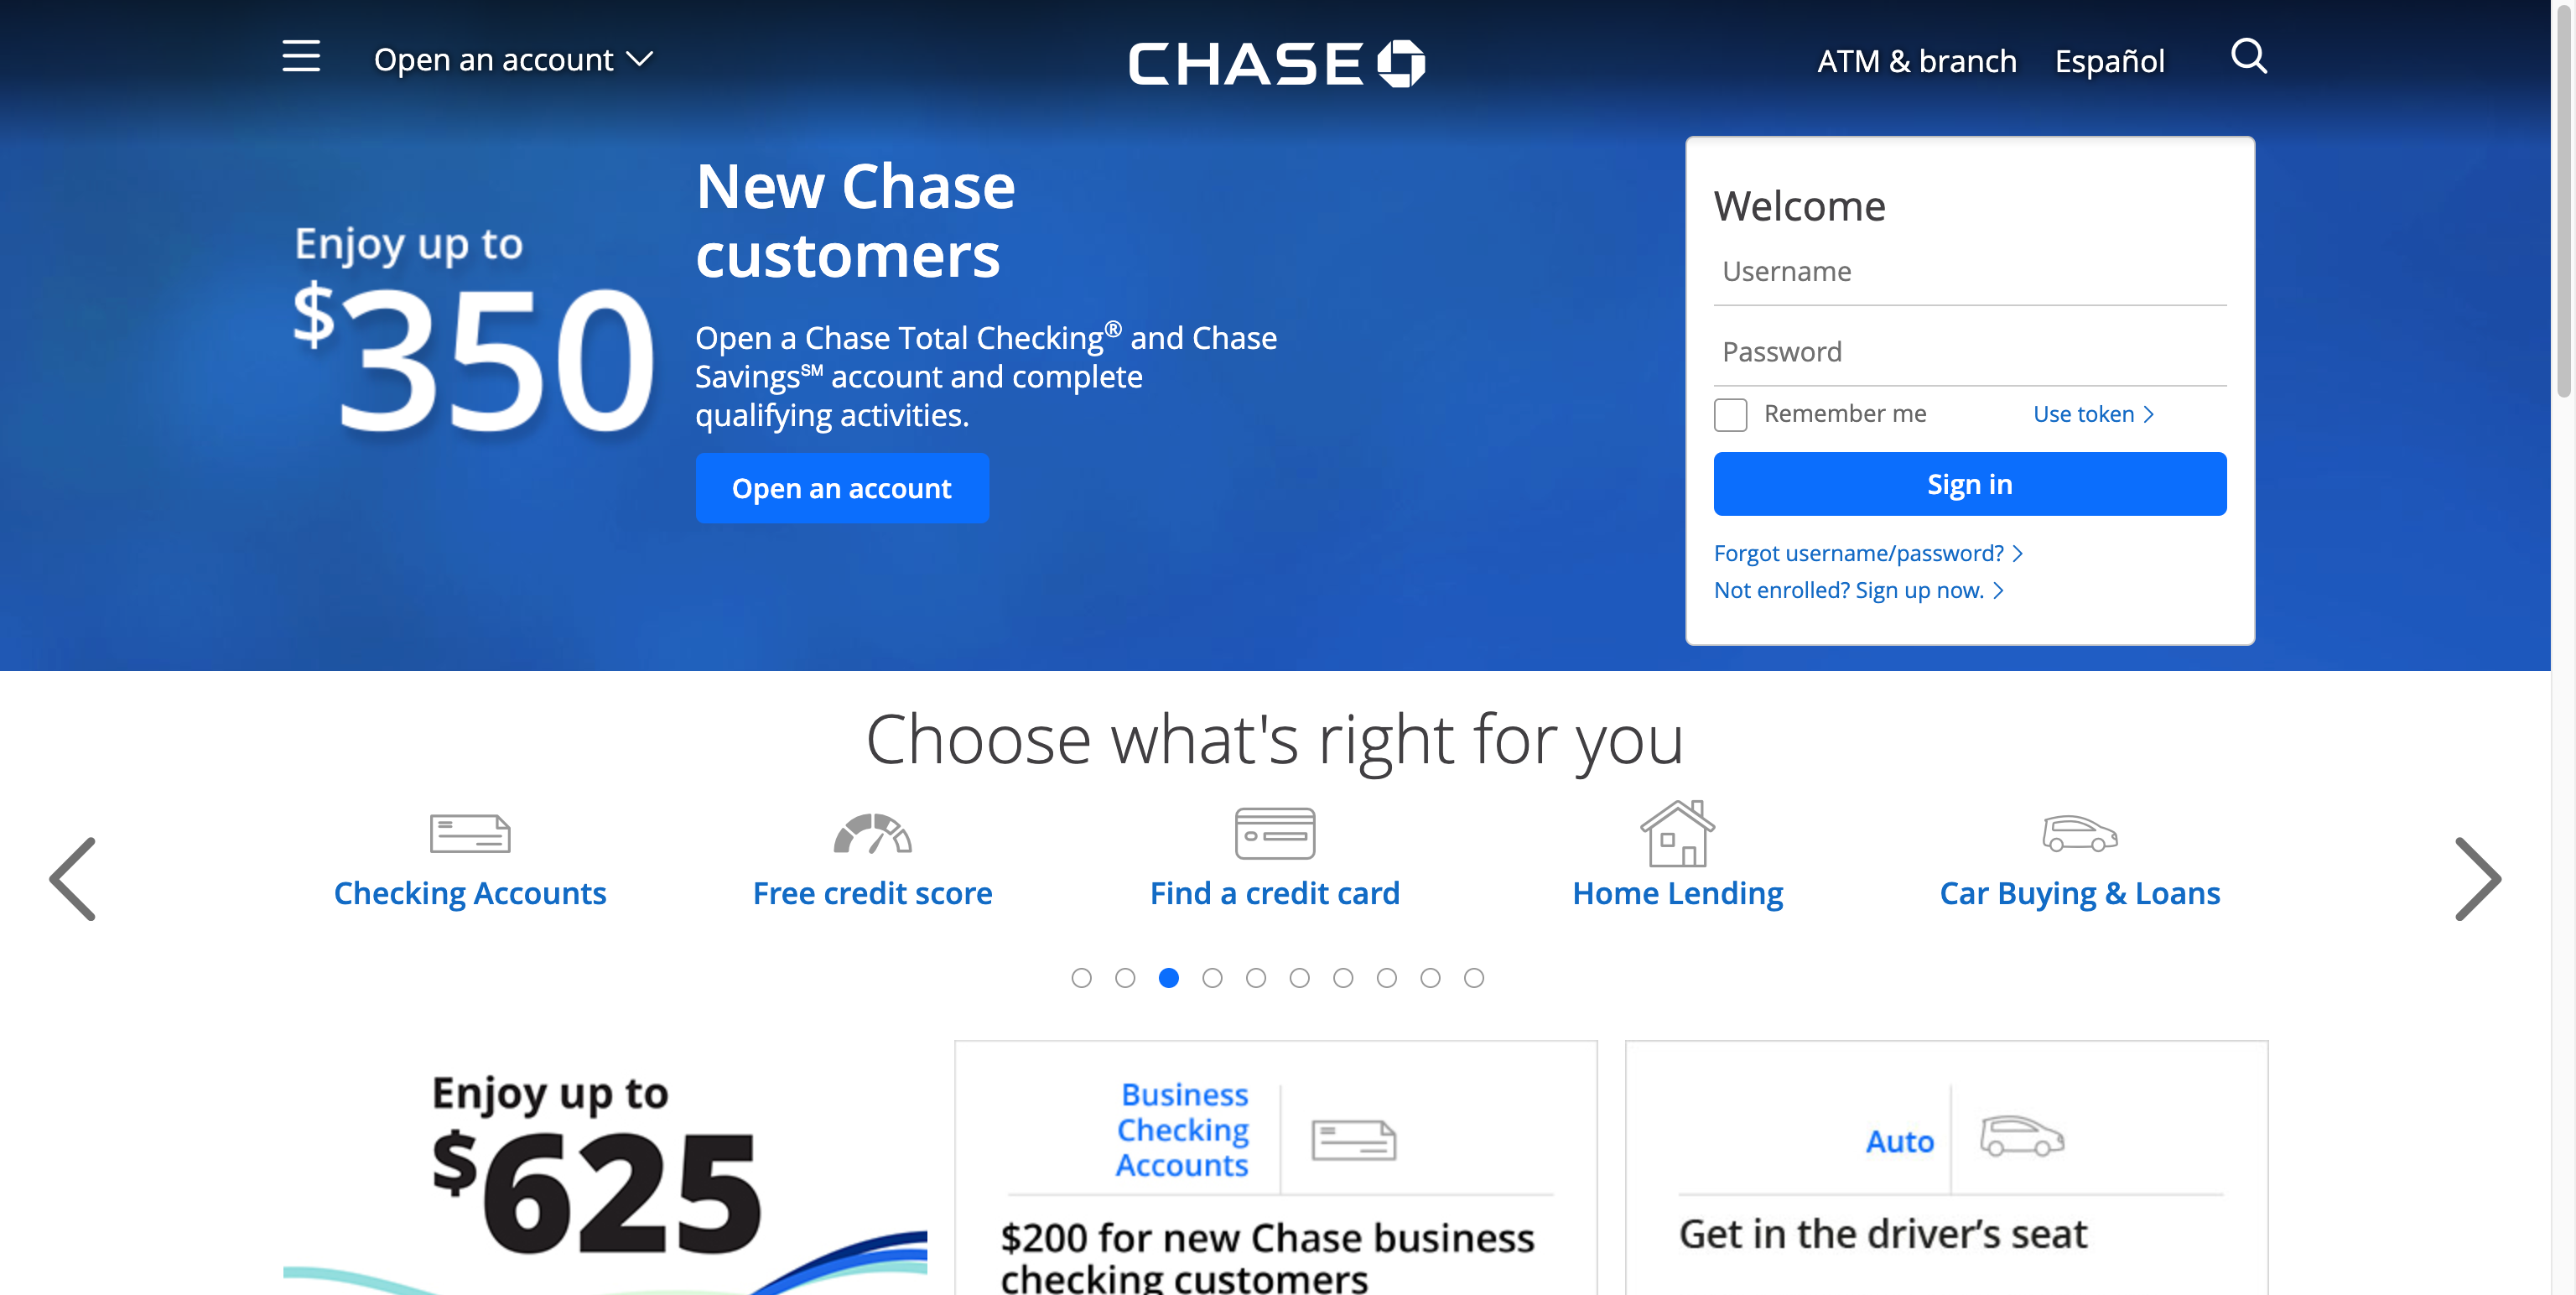 Open an account
CHASE
ATM & branch
Español
Enjoy up to
$350
New Chase
customers
Open a Chase Total Checking® and Chase
Savings℠ account and complete
qualifying activities.
Open an account
Welcome
Username
Password
Remember me
Use token
Sign in
Forgot username/password?
Not enrolled? Sign up now.
Choose what's right for you
Checking Accounts
Free credit score
Find a credit card
Home Lending
Car Buying & Loans
Enjoy up to
$625
Business
Checking
Accounts
$200 for new Chase business
checking customers
Auto
Get in the driver’s seat